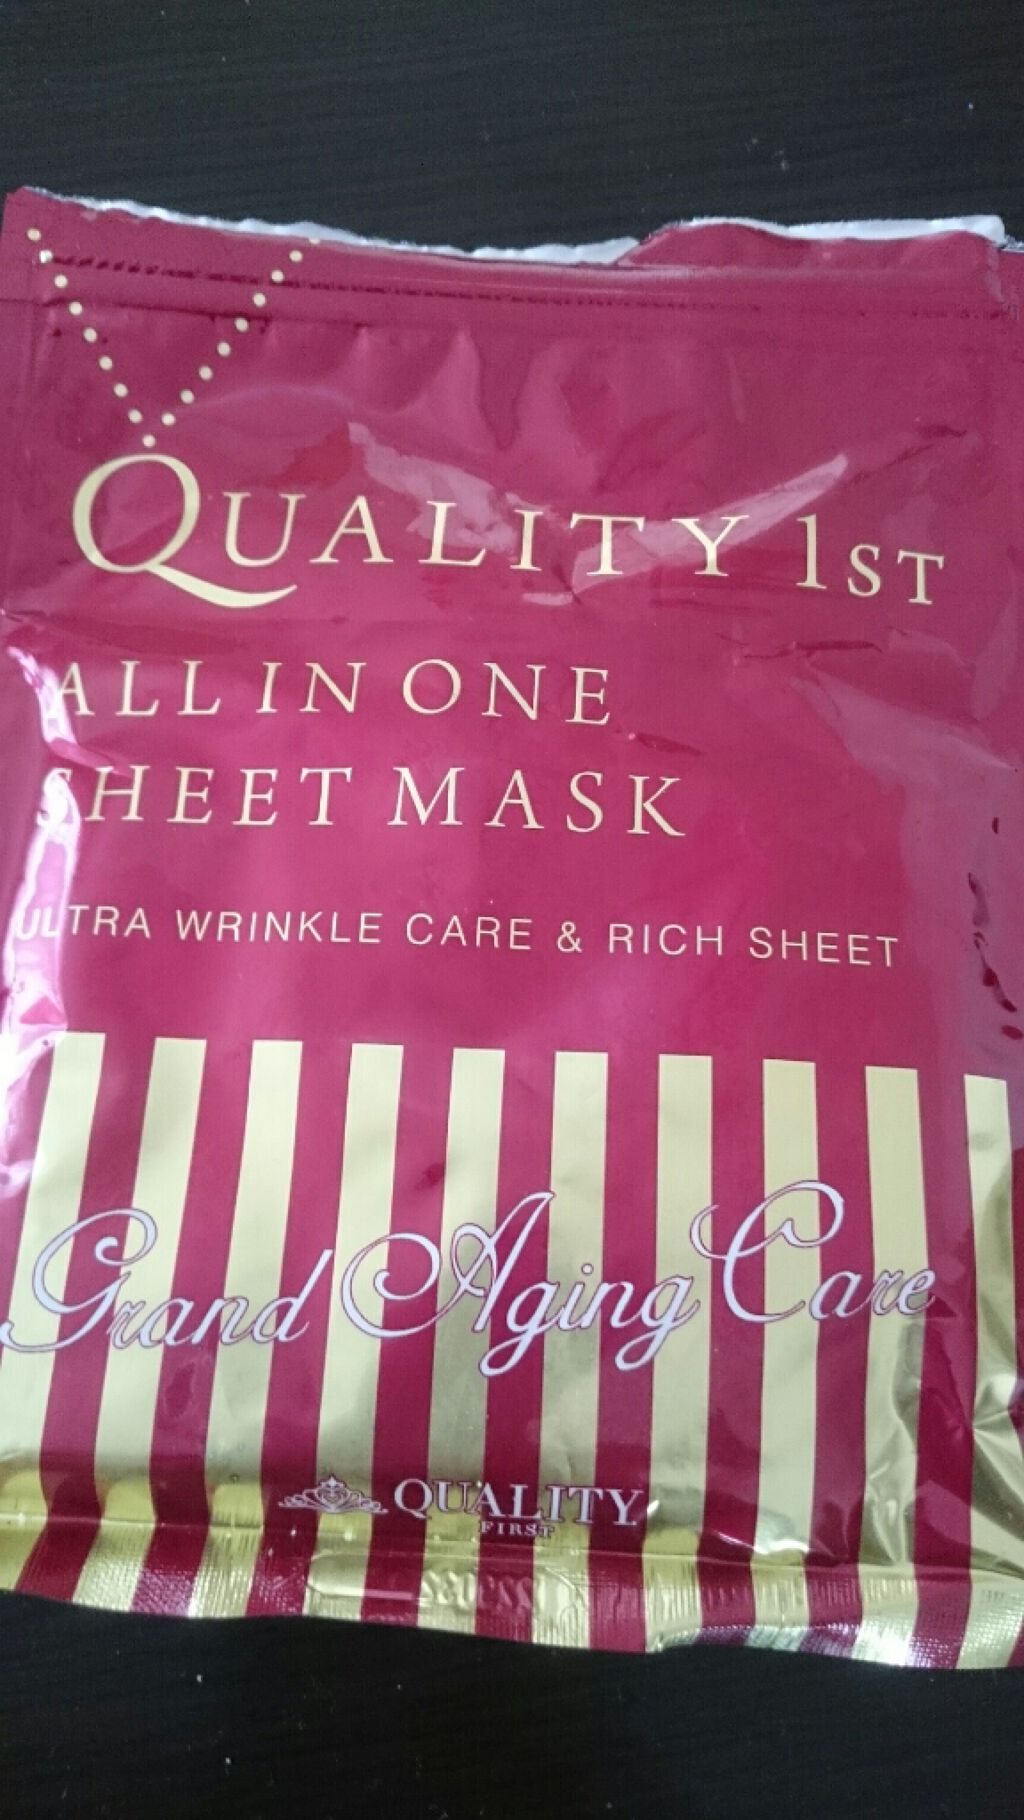 QUALITY 1ST
ALL IN ONE
SHEET MASK
ULTRA WRINKLE CARE & RICH SHEET
Grand Aging Care
QUALITY
FIRST